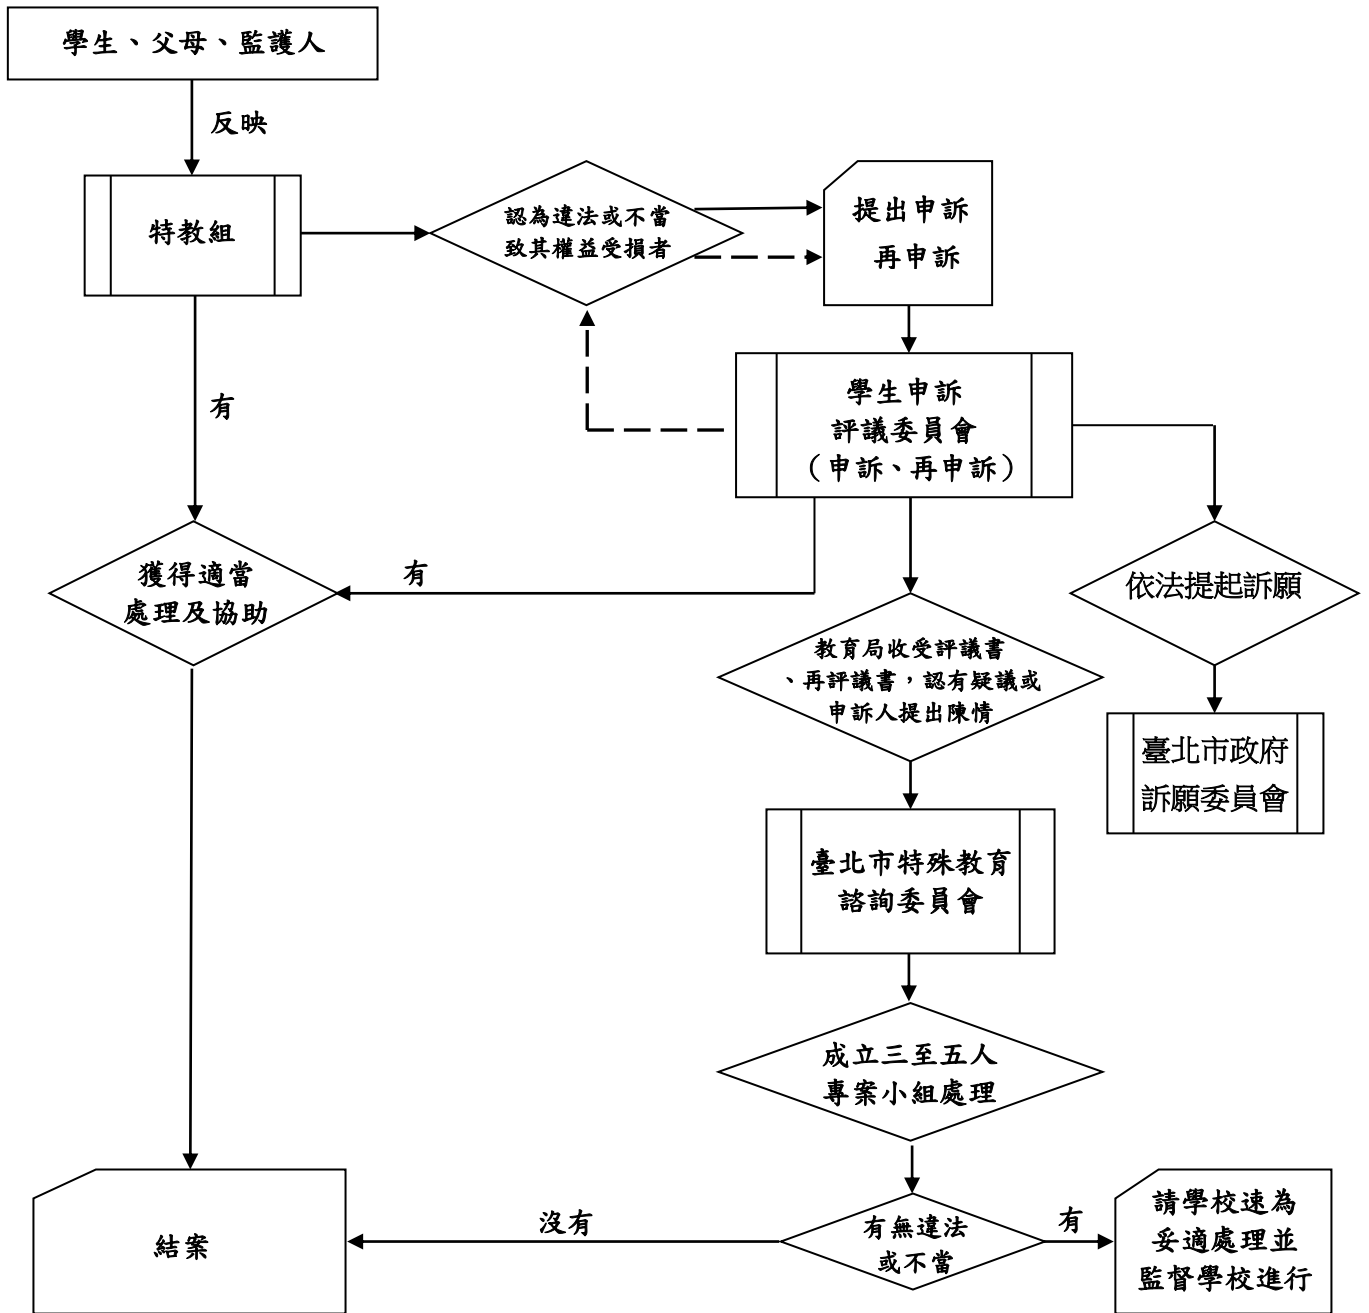 學生、父母、監護人
反映
特教組
認為違法或不當
致其權益受損者
提出申訴
再申訴
有
學生申訴
評議委員會
（申訴、再申訴）
獲得適當
處理及協助
有
依法提起訴願
教育局收受評議書
、再評議書，認有疑議或
申訴人提出陳情
臺北市政府
訴願委員會
臺北市特殊教育
諮詢委員會
成立三至五人
專案小組處理
結案
沒有
有無違法
或不當
有
請學校速為
妥適處理並
監督學校進行